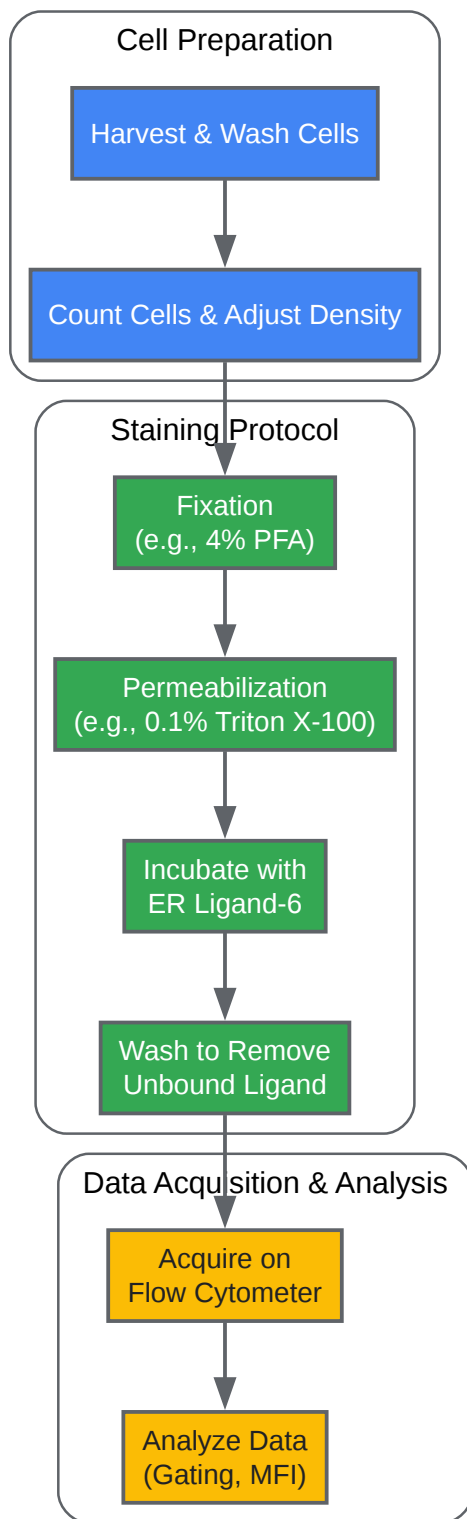 Cell Preparation
Harvest & Wash Cells
Count Cells & Adjust Density
Staining Protocol
Fixation
(e.g., 4% PFA)
Permeabilization
(e.g., 0.1% Triton X-100)
Incubate with
ER Ligand-6
Wash to Remove
Unbound Ligand
Data Acquisition & Analysis
Acquire on
Flow Cytometer
Analyze Data
(Gating, MFI)